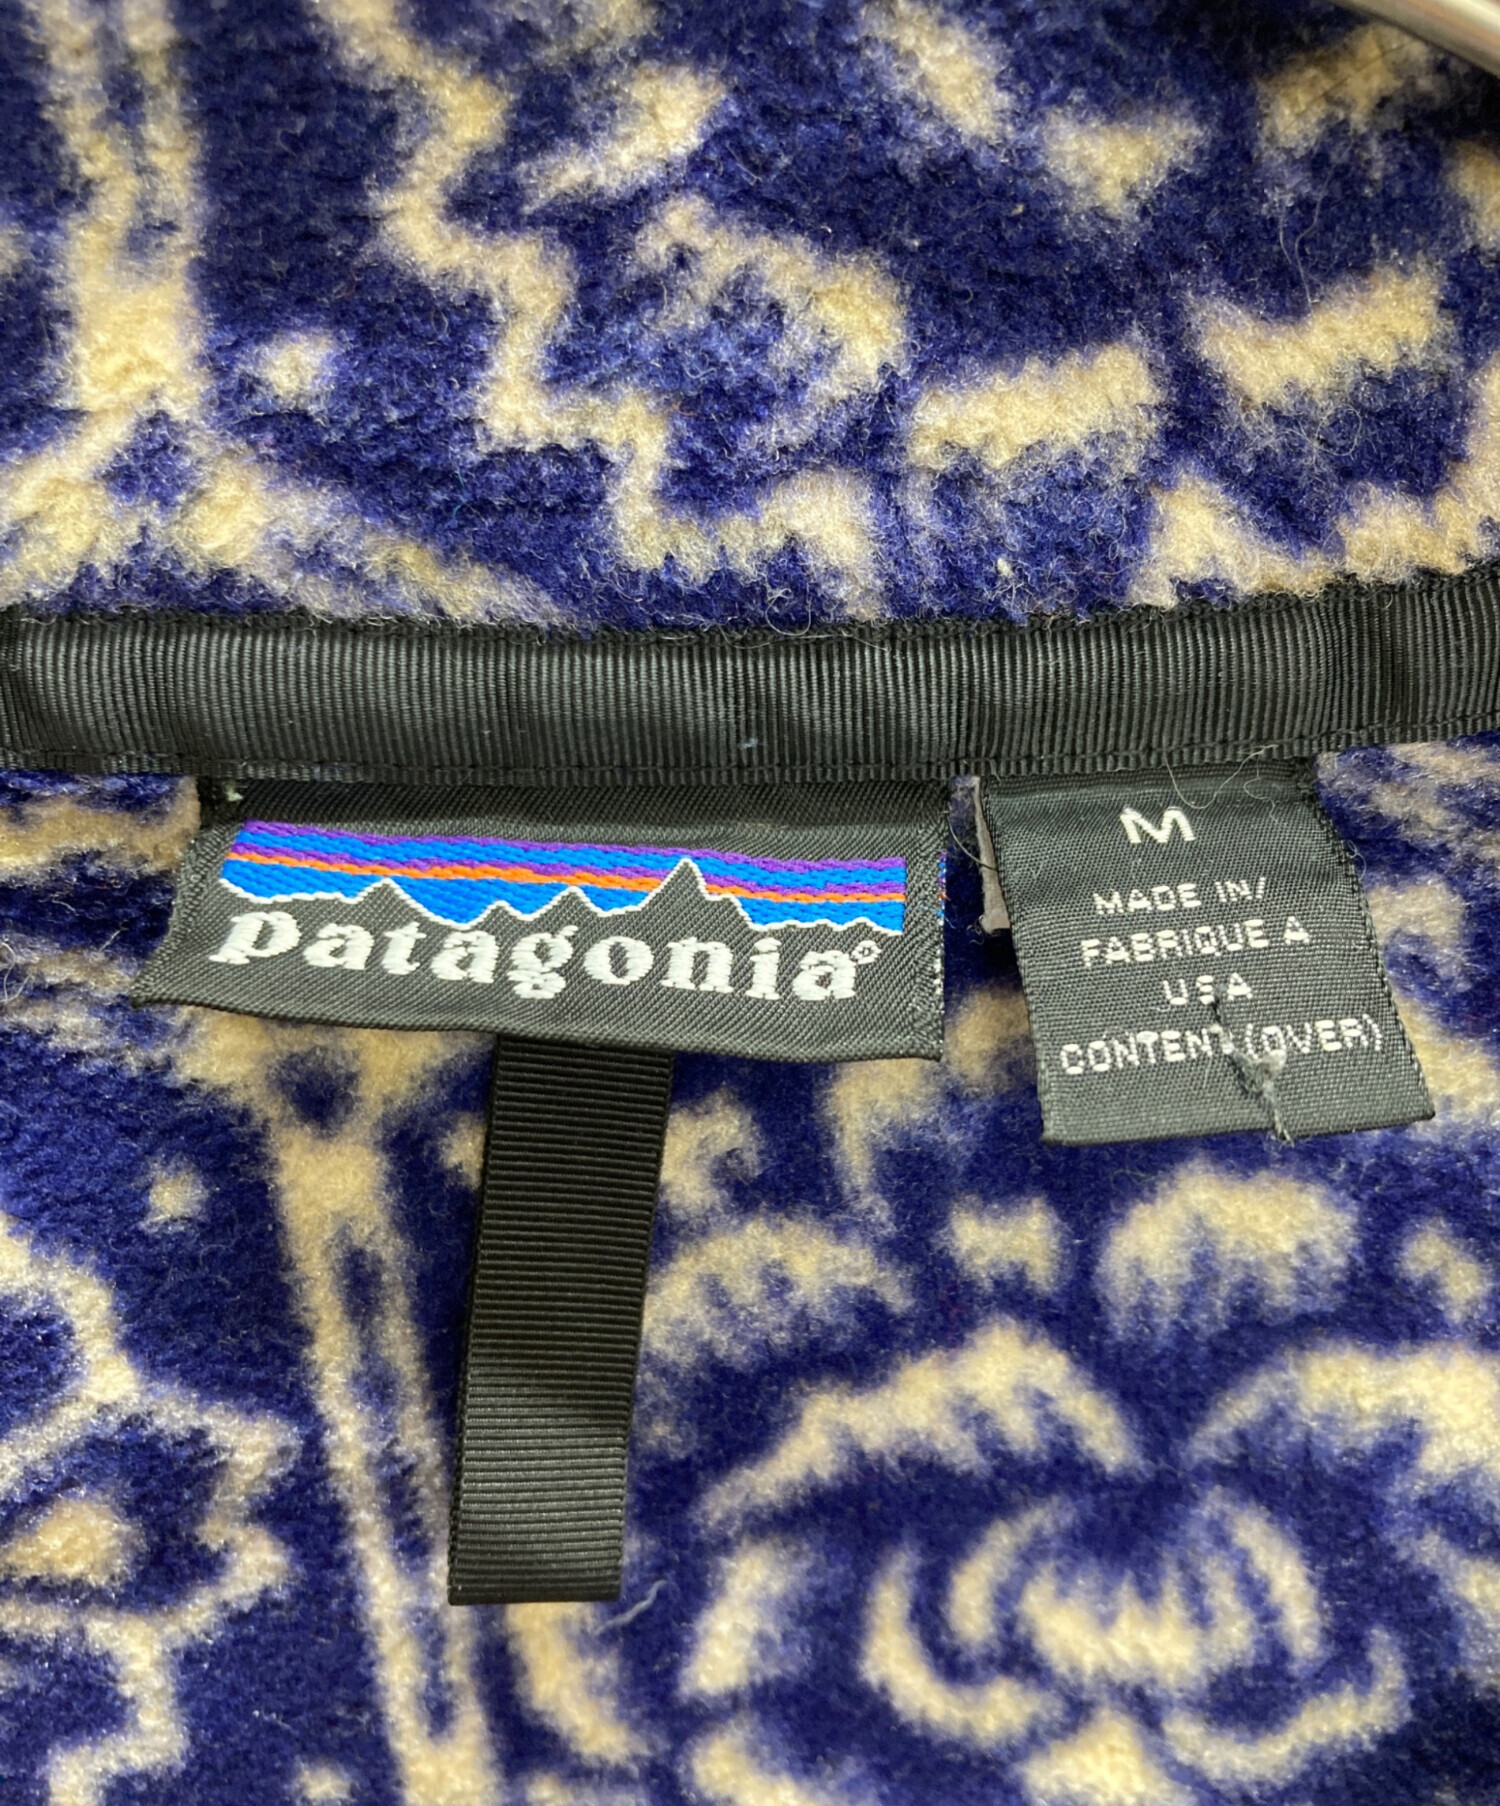 patagonia®
M
MADE IN/
FABRIQUE A
USA
CONTENT (OVER)